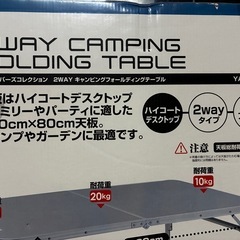 WAY CAMPING
OLDING TABLE
バーズコレクション 2WAY キャンピングフォールディングテーブル
板はハイコートデスクトップ
ミリーやパーティに適した
0cm×80cm天板。
ンプやガーデンに最適です。
ハイコート
デスクトップ
2way
タイプ
注意
耐荷重
20kg
耐荷重
10kg